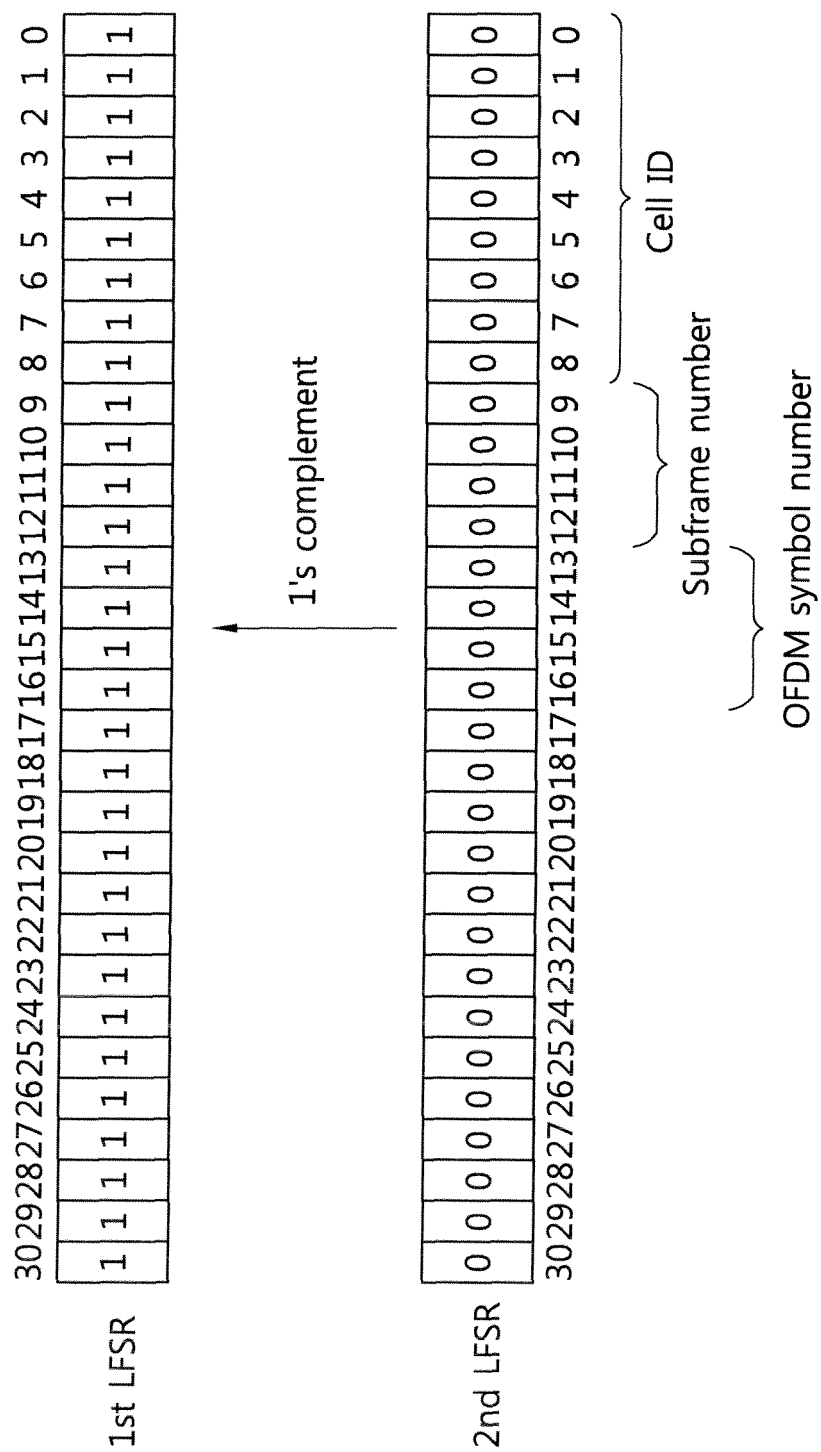 30 29 28 27 26 25 24 23 22 21 20 19 18 17 16 15 14 13 12 11 10 9 8 7 6 5 4 3 2 1 0
1st LFSR 1 1 1 1 1 1 1 1 1 1 1 1 1 1 1 1 1 1 1 1 1 1 1 1 1 1 1 1 1 1 1
1's complement
2nd LFSR 0 0 0 0 0 0 0 0 0 0 0 0 0 0 0 0 0 0 0 0 0 0 0 0 0 0 0 0 0 0 0
30 29 28 27 26 25 24 23 22 21 20 19 18 17 16 15 14 13 12 11 10 9 8 7 6 5 4 3 2 1 0
Cell ID
Subframe number
OFDM symbol number